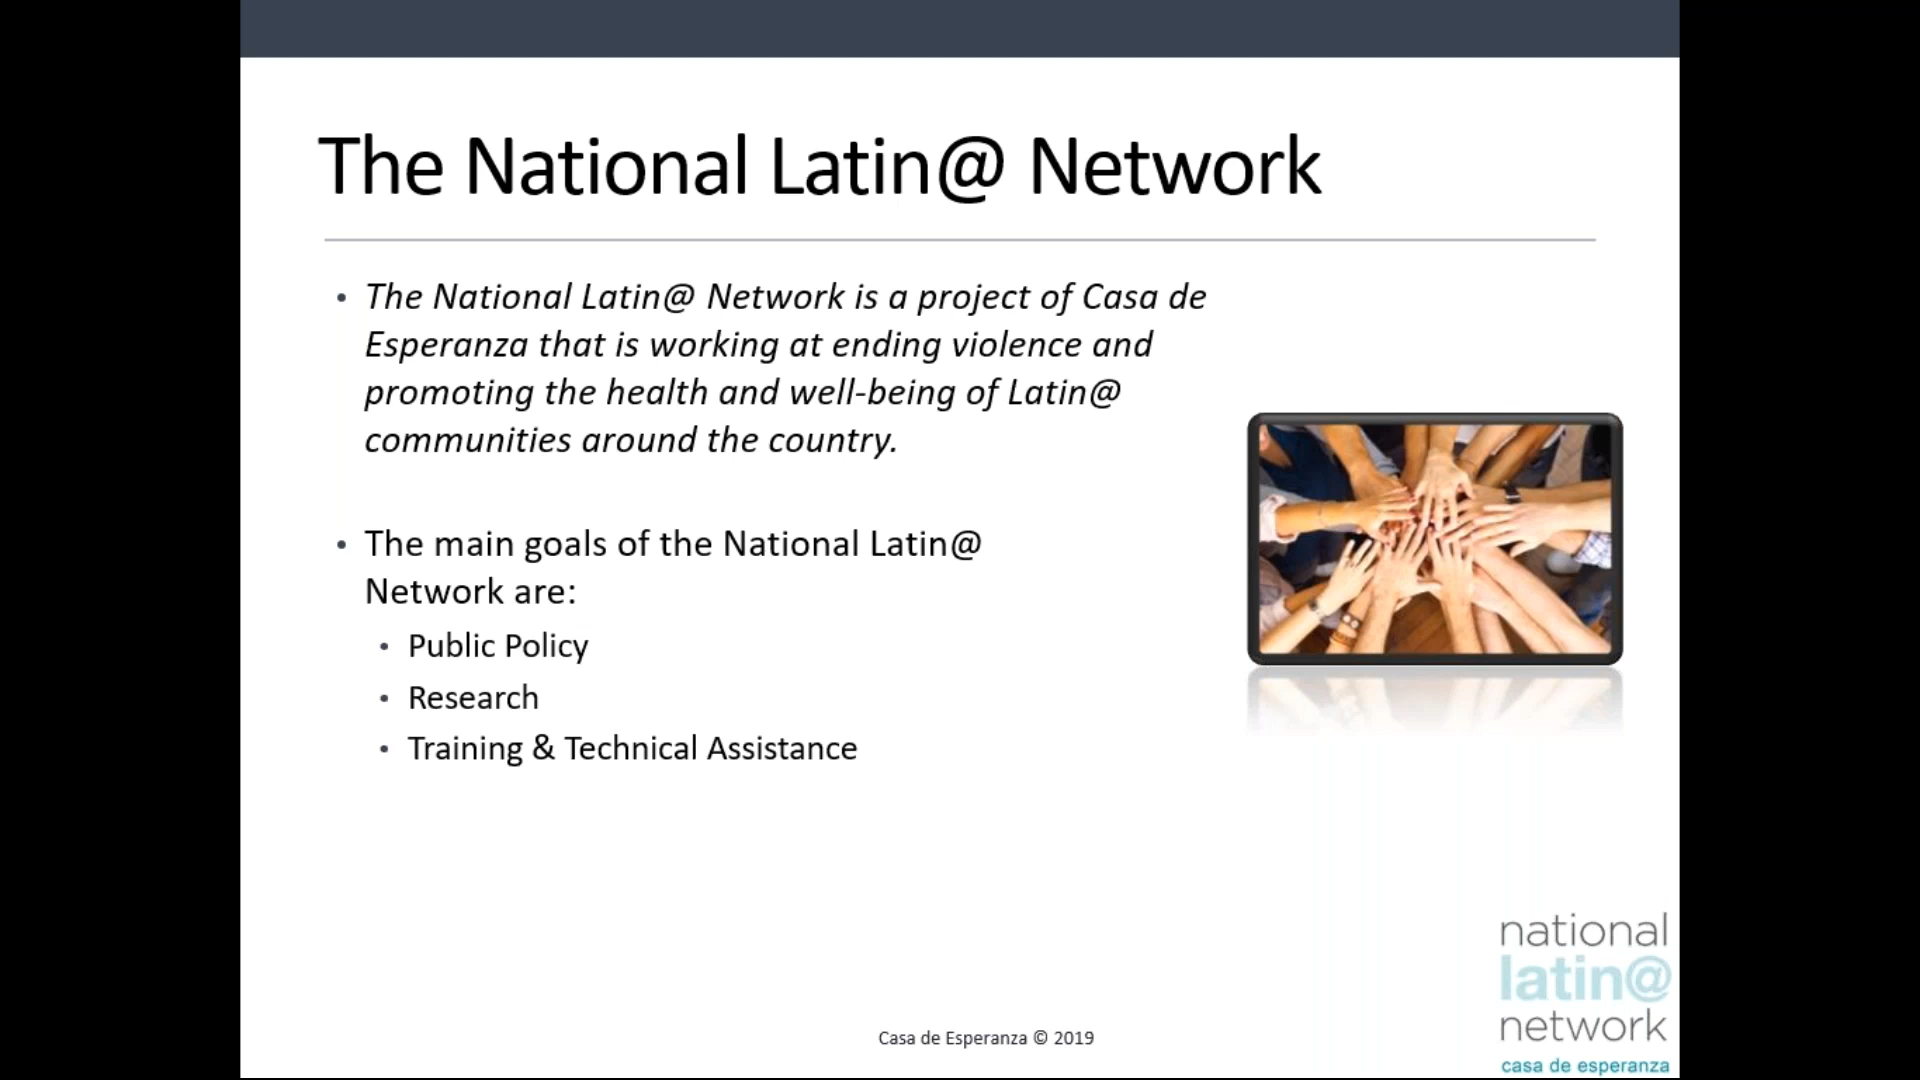 The National Latin@ Network
• The National Latin@ Network is a project of Casa de
Esperanza that is working at ending violence and
promoting the health and well-being of Latin@
communities around the country.
• The main goals of the National Latin@
Network are:
• Public Policy
• Research
• Training & Technical Assistance
Casa de Esperanza © 2019
national
latin@
network
casa de esperanza